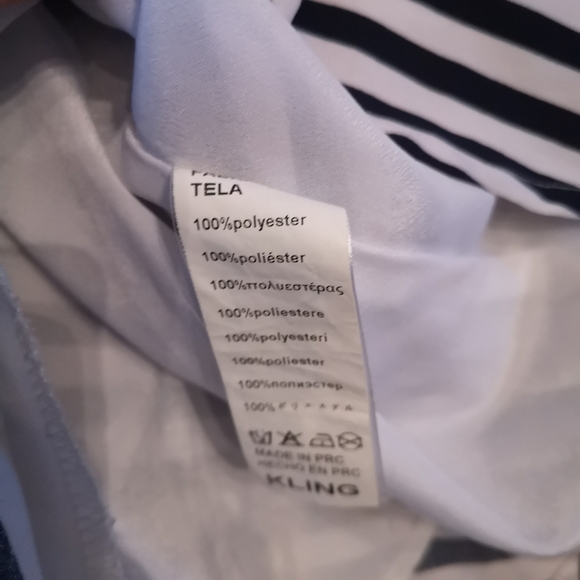 TELA
100%polyester
100%poliéster
100%πολυεστέρας
100%poliestere
100%polyesteri
100%poliester
100%полиэстер
100%
MADE IN PRC
HECHO EN PRC
KLING